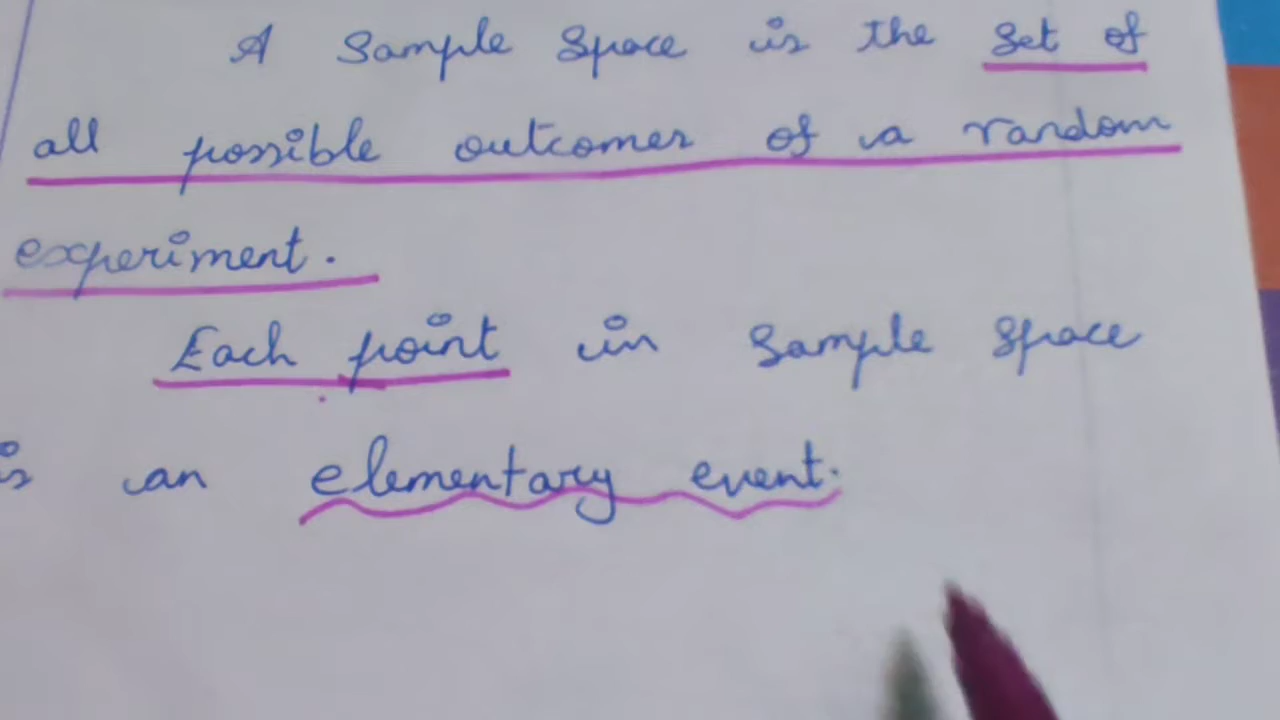 A Sample Space is the Set of
all possible outcomes of a random
experiment.
Each point in Sample Space
is an elementary event.